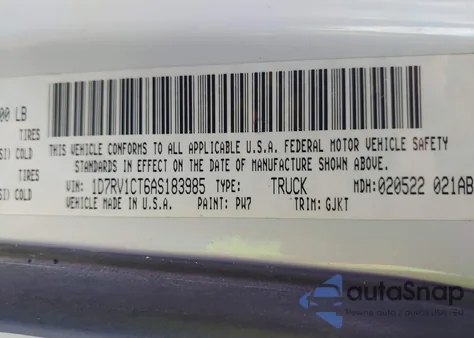 00 LB
TIRES
SI) COLD
TIRES
SI) COLD
THIS VEHICLE CONFORMS TO ALL APPLICABLE U.S.A. FEDERAL MOTOR VEHICLE SAFETY
STANDARDS IN EFFECT ON THE DATE OF MANUFACTURE SHOWN ABOVE.
VIN: 1D7RV1CT6AS183985 TYPE: TRUCK MDH: 020522 021AB
VEHICLE MADE IN U.S.A. PAINT: PW7 TRIM: GJKT
autoSnap